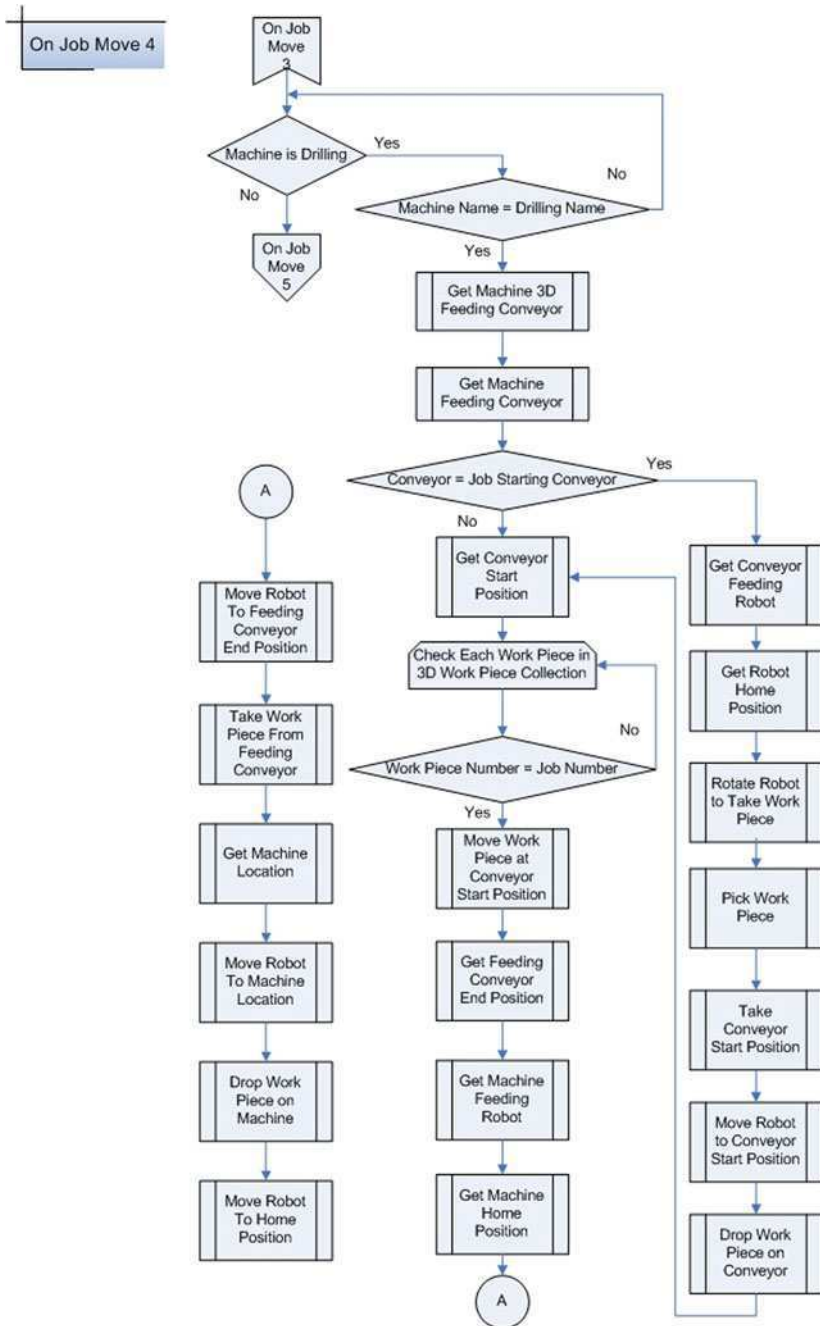 On Job Move 4
On Job
Move
3
Machine is Drilling
Yes
No
Machine Name = Drilling Name
No
Yes
On Job
Move
5
Get Machine 3D
Feeding Conveyor
Get Machine
Feeding Conveyor
Conveyor = Job Starting Conveyor
Yes
No
Get Conveyor
Start
Position
Check Each Work Piece in
3D Work Piece Collection
No
Work Piece Number = Job Number
Yes
Move Work
Piece at
Conveyor
Start Position
Get Feeding
Conveyor
End Position
Get Machine
Feeding
Robot
Get Machine
Home
Position
A
Get Conveyor
Feeding
Robot
Get Robot
Home
Position
Rotate Robot
to Take Work
Piece
Pick Work
Piece
Take
Conveyor
Start Position
Move Robot
to Conveyor
Start Position
Drop Work
Piece on
Conveyor
A
Move Robot
To Feeding
Conveyor
End Position
Take Work
Piece From
Feeding
Conveyor
Get Machine
Location
Move Robot
To Machine
Location
Drop Work
Piece on
Machine
Move Robot
To Home
Position